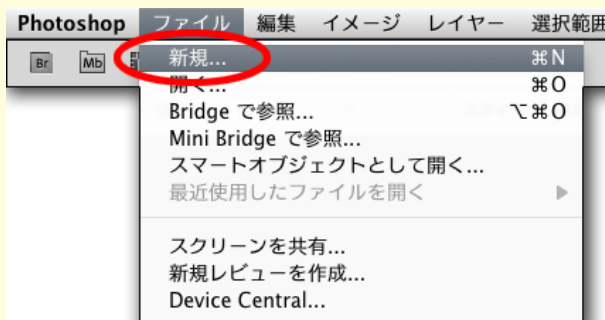 Photoshop ファイル 編集 イメージ レイヤー 選択範囲
Br Mb
新規... ⌘N
開く... ⌘O
Bridge で参照... ⌥⌘O
Mini Bridge で参照...
スマートオブジェクトとして開く...
最近使用したファイルを開く ▶
スクリーンを共有...
新規レビューを作成...
Device Central...